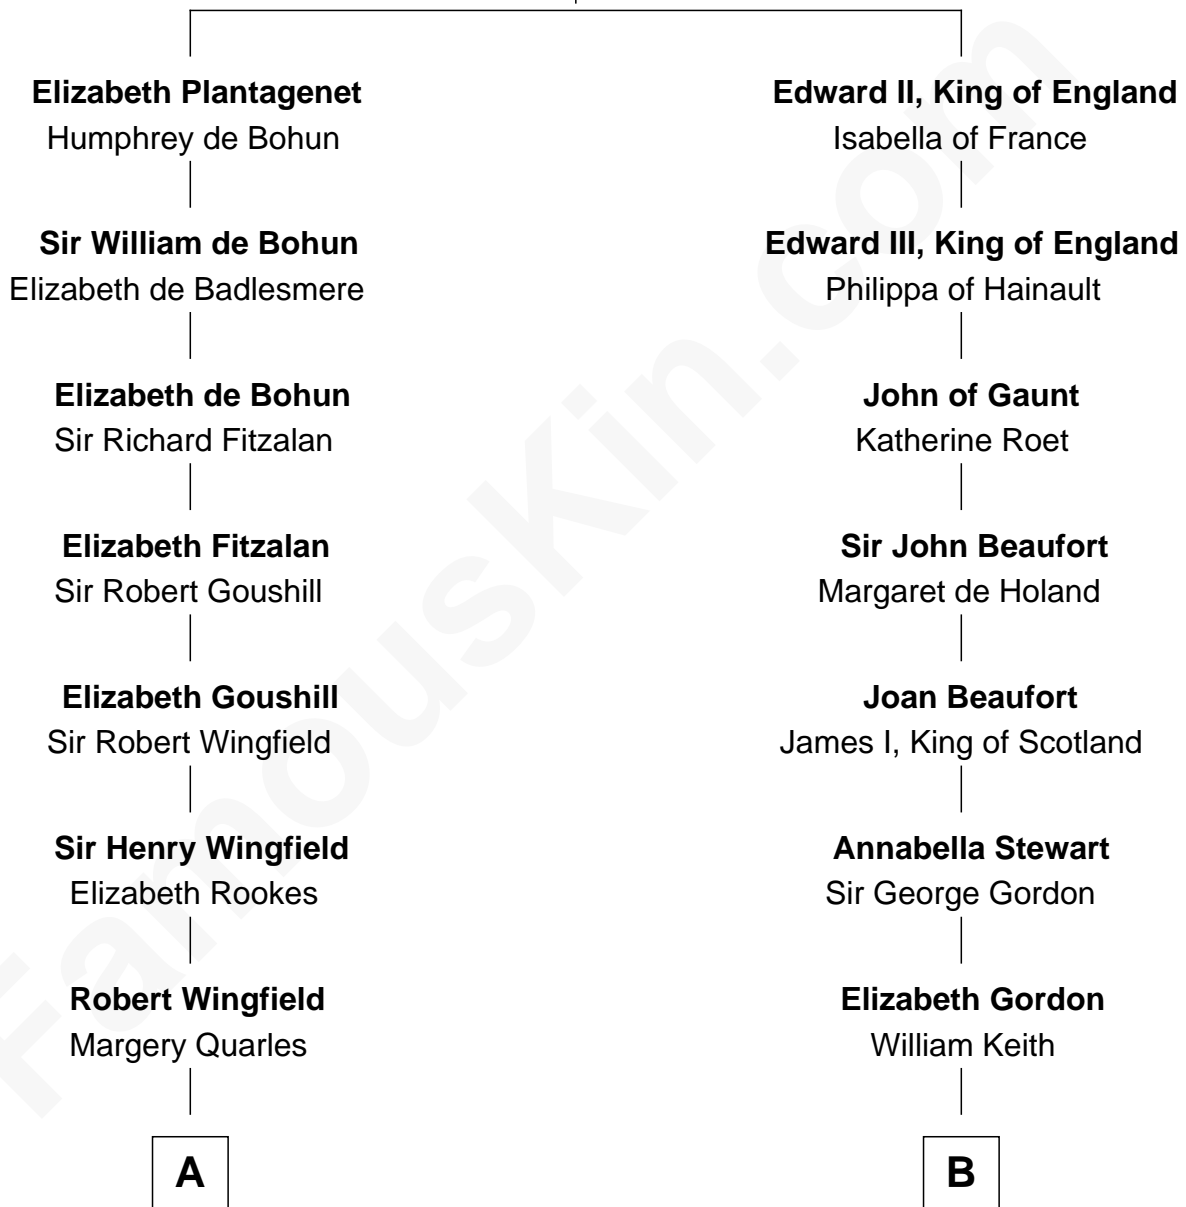 Elizabeth Plantagenet
Humphrey de Bohun
Sir William de Bohun
Elizabeth de Badlesmere
Elizabeth de Bohun
Sir Richard Fitzalan
Elizabeth Fitzalan
Sir Robert Goushill
Elizabeth Goushill
Sir Robert Wingfield
Sir Henry Wingfield
Elizabeth Rookes
Robert Wingfield
Margery Quarles
A
Edward II, King of England
Isabella of France
Edward III, King of England
Philippa of Hainault
John of Gaunt
Katherine Roet
Sir John Beaufort
Margaret de Holand
Joan Beaufort
James I, King of Scotland
Annabella Stewart
Sir George Gordon
Elizabeth Gordon
William Keith
B
FamousKin.com